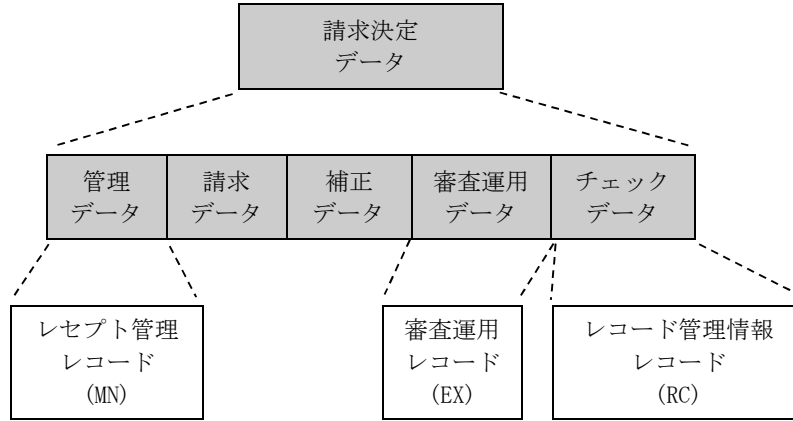 請求決定
データ
管理
データ
請求
データ
補正
データ
審査運用
データ
チェック
データ
レセプト管理
レコード
(MN)
審査運用
レコード
(EX)
レコード管理情報
レコード
(RC)